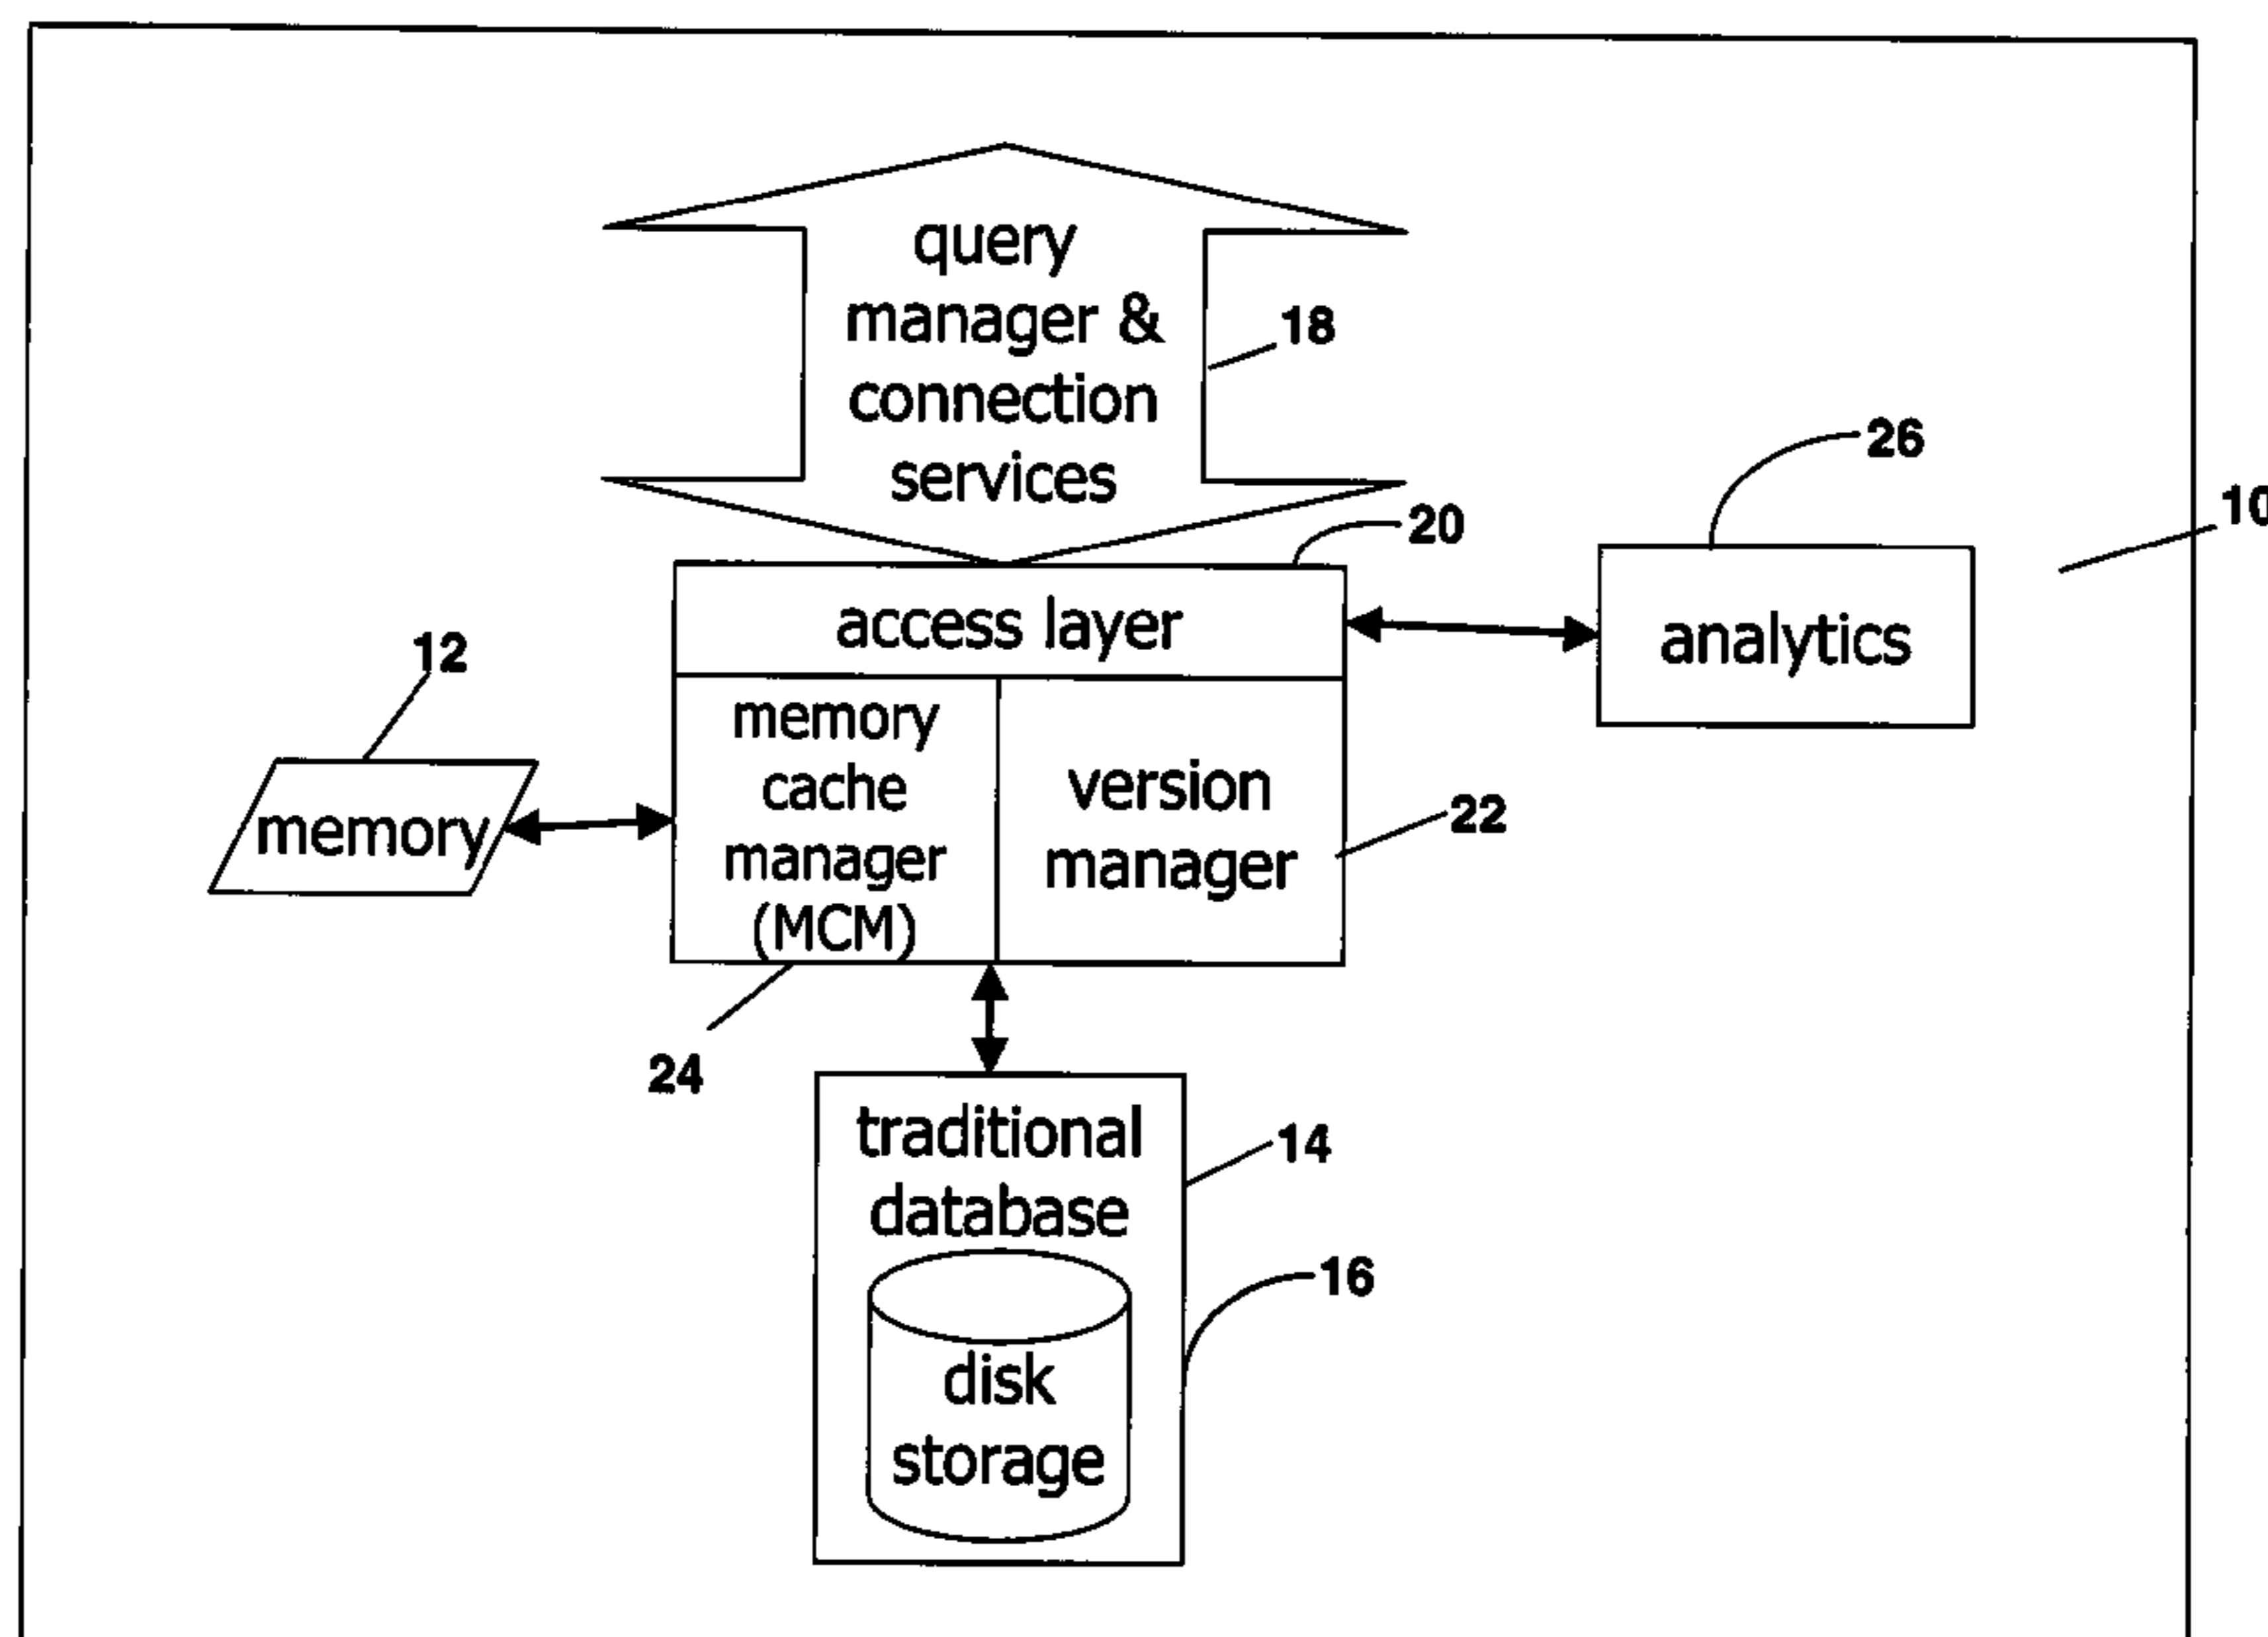 query
manager &
connection
services
18
26
10
20
access layer
analytics
12
memory
cache
manager
(MCM)
version
manager
22
memory
24
traditional
database
14
16
disk
storage